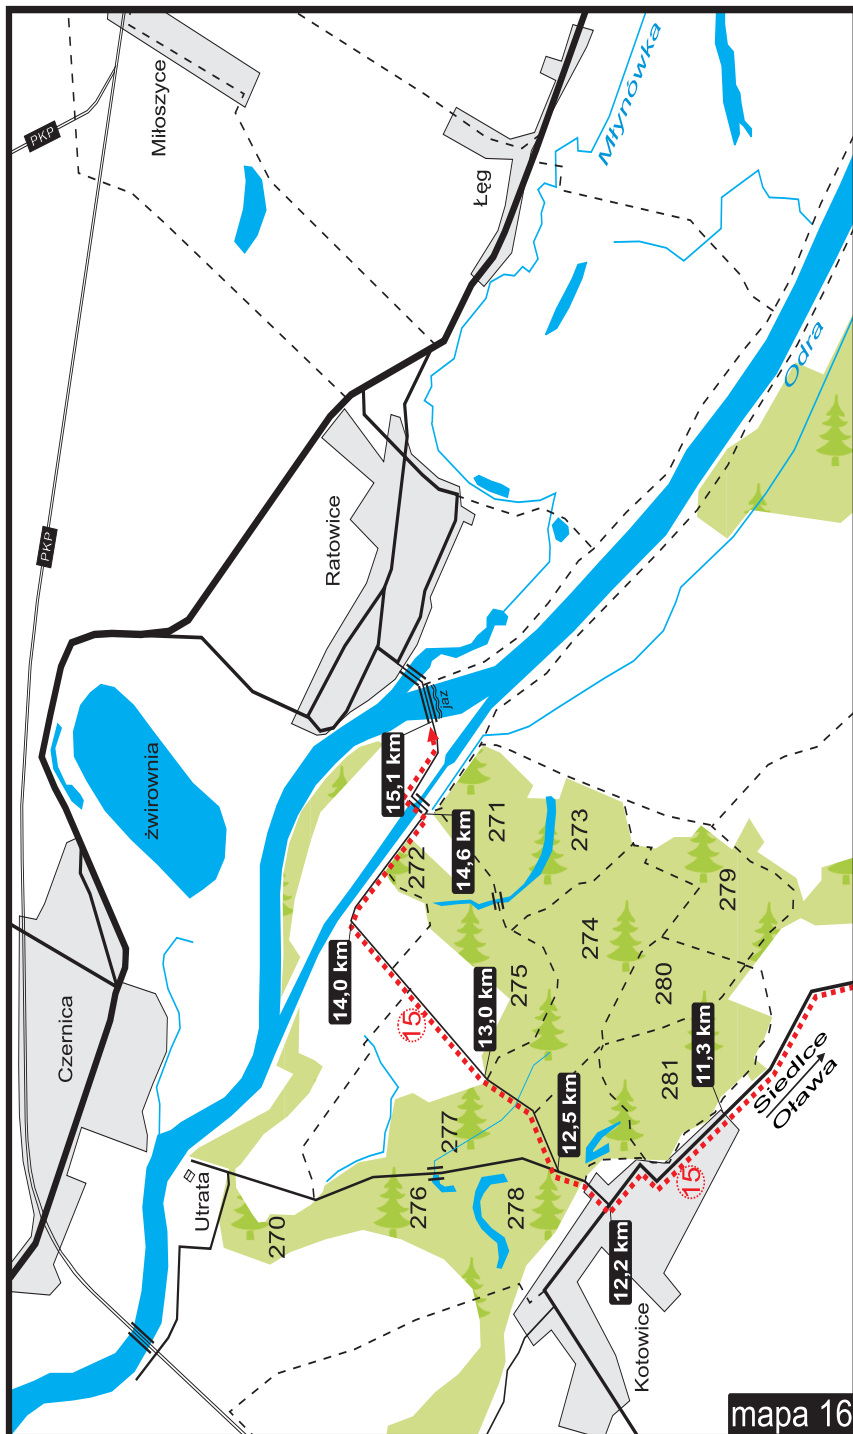 PKP
Miłoszyce
Młynówka
Łęg
Odra
PKP
Ratowice
jaz
żwirownia
15,1 km
14,6 km
271
272
273
Czernica
14,0 km
15
13,0 km
275
274
279
280
281
11,3 km
12,5 km
277
276
278
270
Utrata
Siedlce
Oława
15
12,2 km
Kotowice
mapa 16